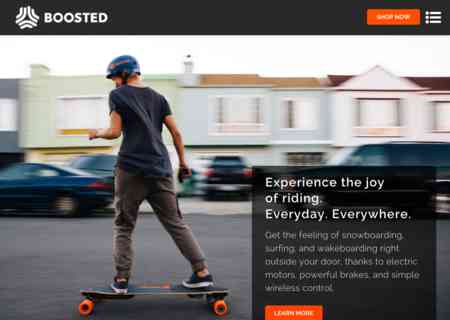 BOOSTED
SHOP NOW
Experience the joy
of riding.
Everyday. Everywhere.
Get the feeling of snowboarding,
surfing, and wakeboarding right
outside your door, thanks to electric
motors, powerful brakes, and simple
wireless control.
LEARN MORE